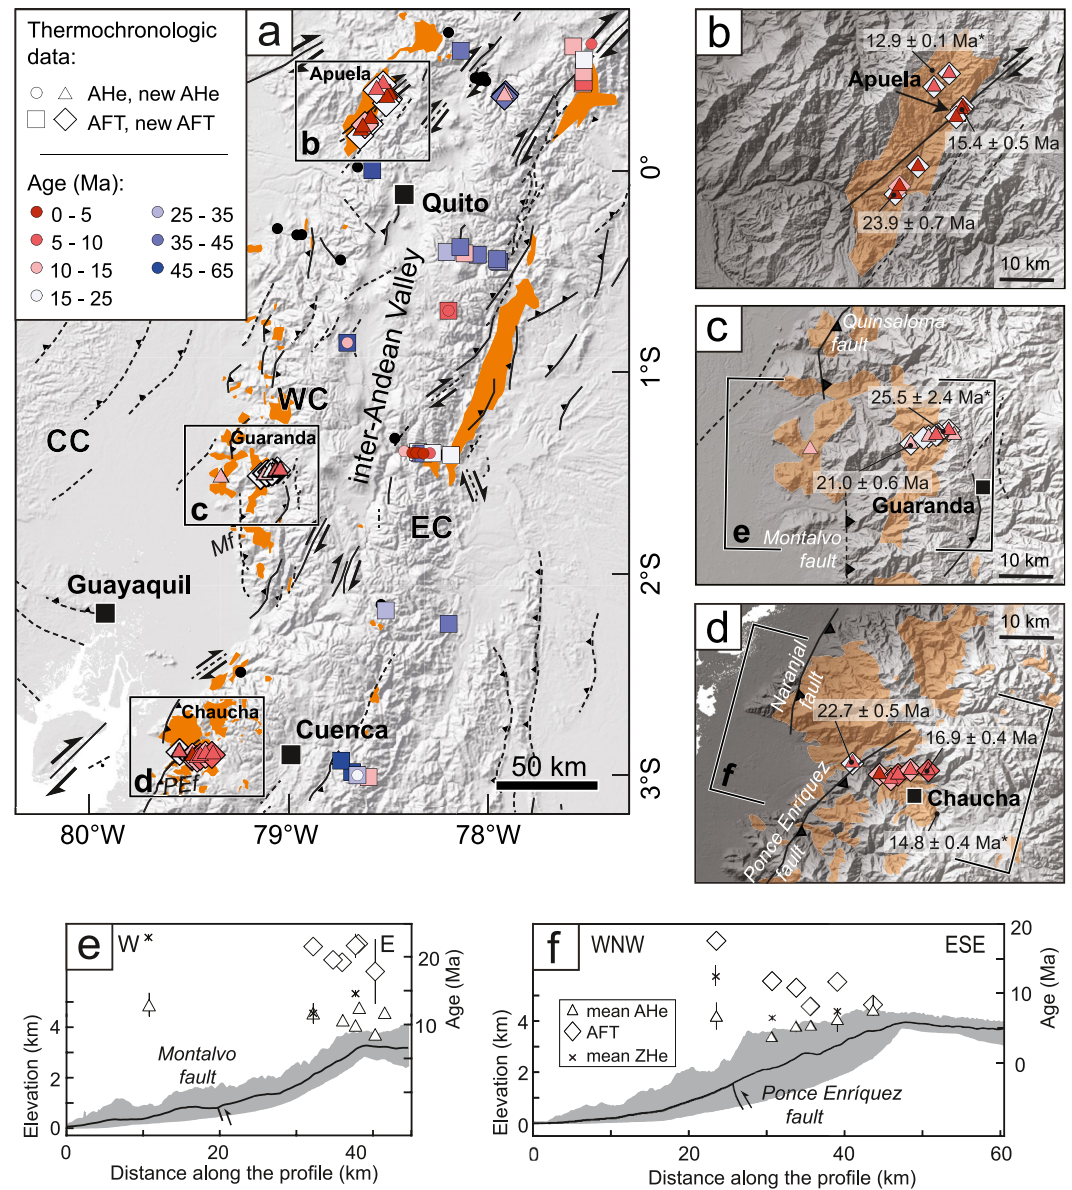 Thermochronologic
data:
AHe, new AHe
AFT, new AFT
Age (Ma):
0 - 5
5 - 10
10 - 15
15 - 25
25 - 35
35 - 45
45 - 65
a
Apuela
b
Quito
inter-Andean Valley
WC
CC
Guaranda
c
Mf
EC
Guayaquil
Chaucha
d
PEf
Cuenca
50 km
0°
1°S
2°S
3°S
80°W
79°W
78°W
b
12.9 ± 0.1 Ma*
Apuela
15.4 ± 0.5 Ma
23.9 ± 0.7 Ma
10 km
c
Quinsaloma
fault
25.5 ± 2.4 Ma*
21.0 ± 0.6 Ma
Guaranda
e
Montalvo
fault
10 km
d
10 km
Naranjal
fault
22.7 ± 0.5 Ma
16.9 ± 0.4 Ma
f
Ponce Enríquez
fault
Chaucha
14.8 ± 0.4 Ma*
e
W
E
Elevation (km)
4
2
0
Montalvo
fault
20
10
Age (Ma)
0
20
40
Distance along the profile (km)
f
WNW
ESE
mean AHe
AFT
mean ZHe
Elevation (km)
4
2
0
Ponce Enríquez
fault
20
10
0
Age (Ma)
0
20
40
60
Distance along the profile (km)